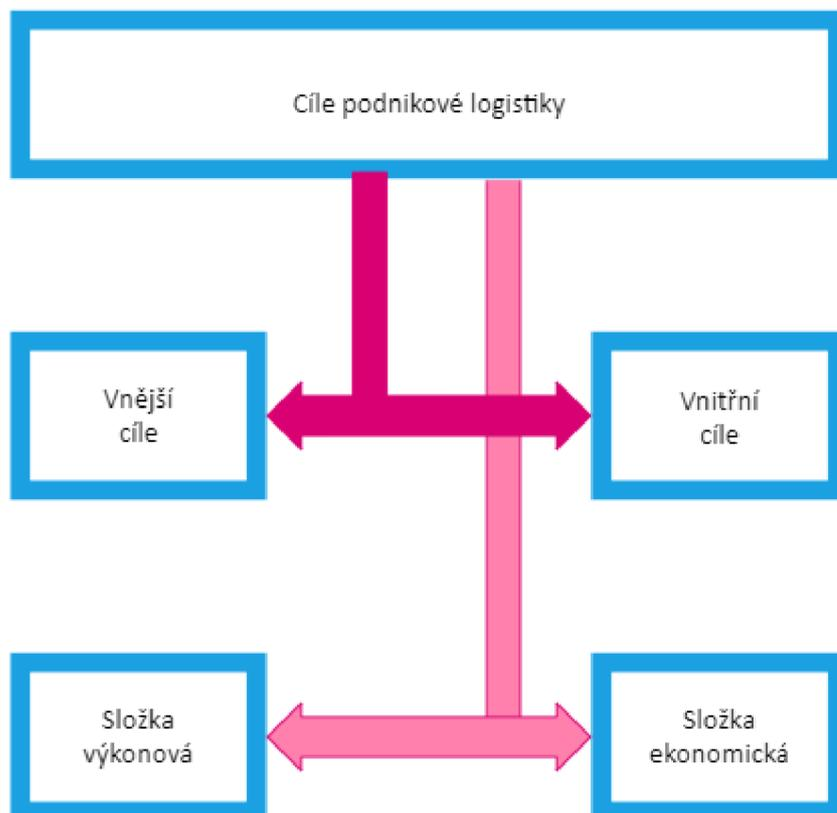 Cíle podnikové logistiky
Vnější
cíle
Vnitřní
cíle
Složka
výkonová
Složka
ekonomická